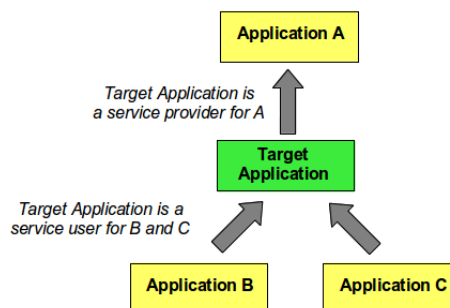 Application A
Target Application is
a service provider for A
Target
Application
Target Application is a
service user for B and C
Application B
Application C